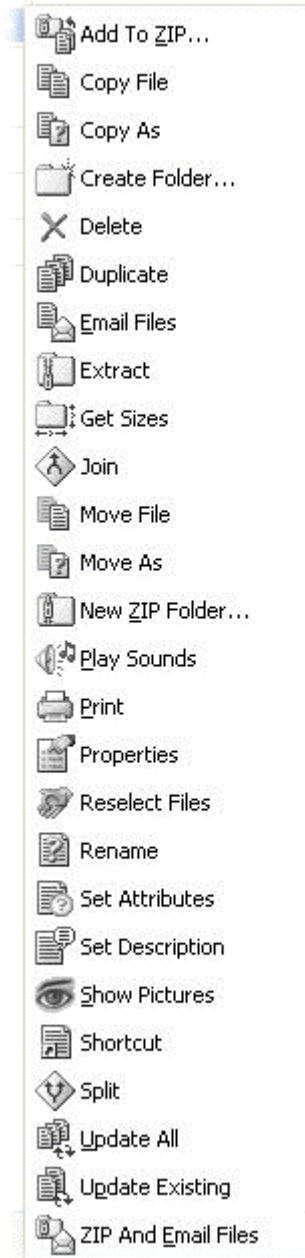 Add To ZIP...
Copy File
Copy As
Create Folder...
Delete
Duplicate
Email Files
Extract
Get Sizes
Join
Move File
Move As
New ZIP Folder...
Play Sounds
Print
Properties
Reselect Files
Rename
Set Attributes
Set Description
Show Pictures
Shortcut
Split
Update All
Update Existing
ZIP And Email Files